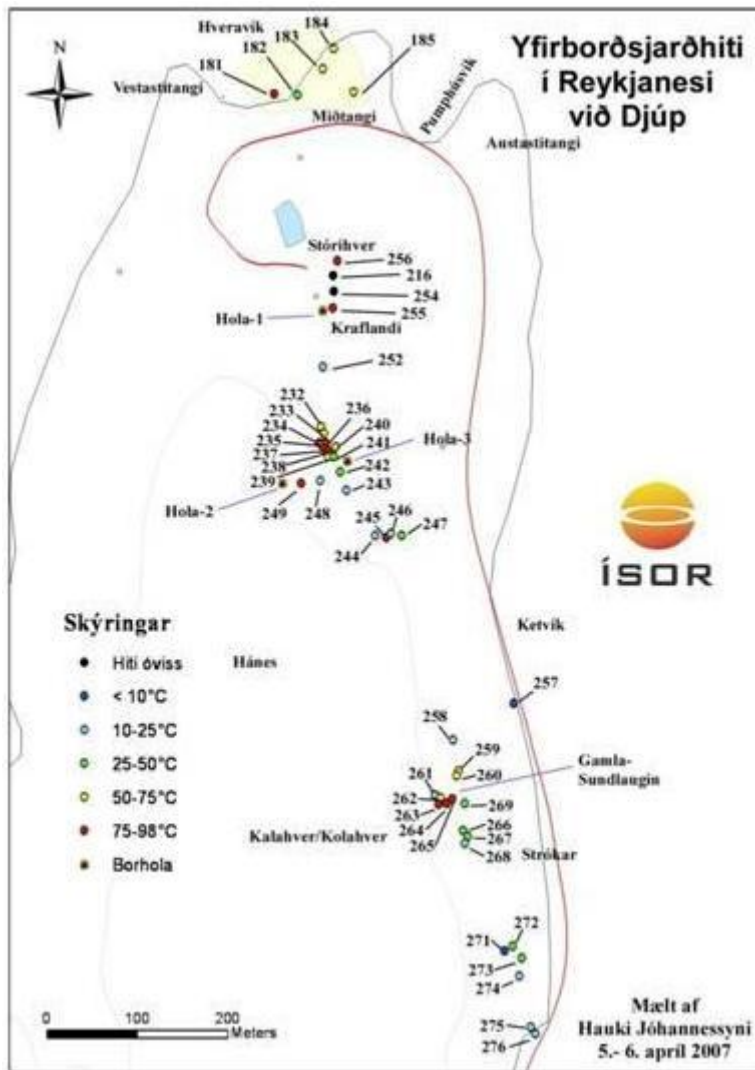 Yfirborðsjarðhiti
í Reykjanesi
við Djúp
N
Hveravík
184
183
182
181
185
Vestastitangi
Miðtangi
Pumphúsvík
Austastitangi
Stórihver
256
216
254
255
Hola-1
Kraflandi
252
232
233
236
234
240
235
241
Hola-3
237
238
242
239
243
Hola-2
249
248
245
246
247
244
ÍSOR
Skýringar
Hiti óviss
< 10°C
10-25°C
25-50°C
50-75°C
75-98°C
Borhola
Hánes
Ketvík
257
258
259
260
Gamla-
Sundlaugin
261
262
263
264
265
269
266
267
268
Kalahver/Kolahver
Strókar
271
272
273
274
275
276
0 100 200
Meters
Mælt af
Hauki Jóhannessyni
5.- 6. apríl 2007